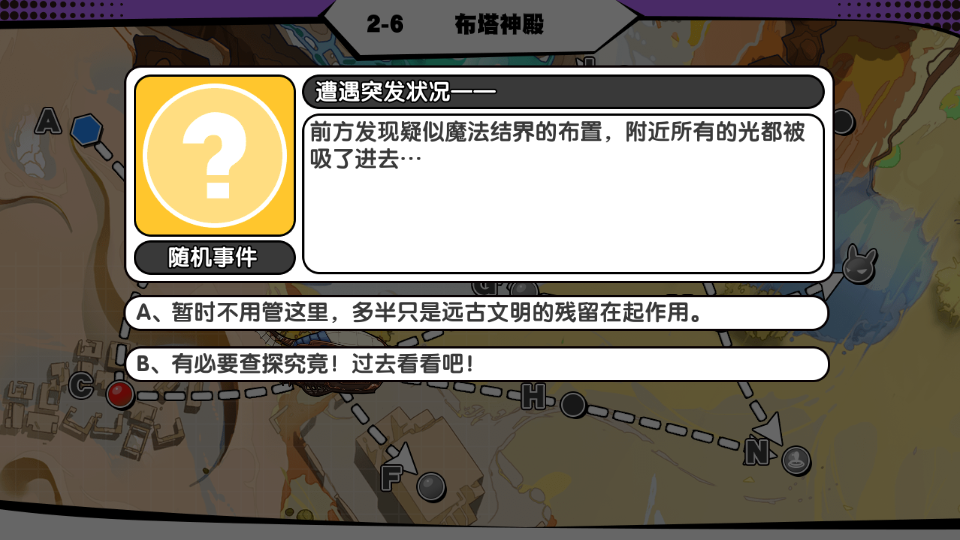 2-6 布塔神殿
遭遇突发状况——
前方发现疑似魔法结界的布置，附近所有的光都被
吸了进去…
?
随机事件
A、暂时不用管这里，多半只是远古文明的残留在起作用。
B、有必要查探究竟！过去看看吧！
A
C
H
F
N